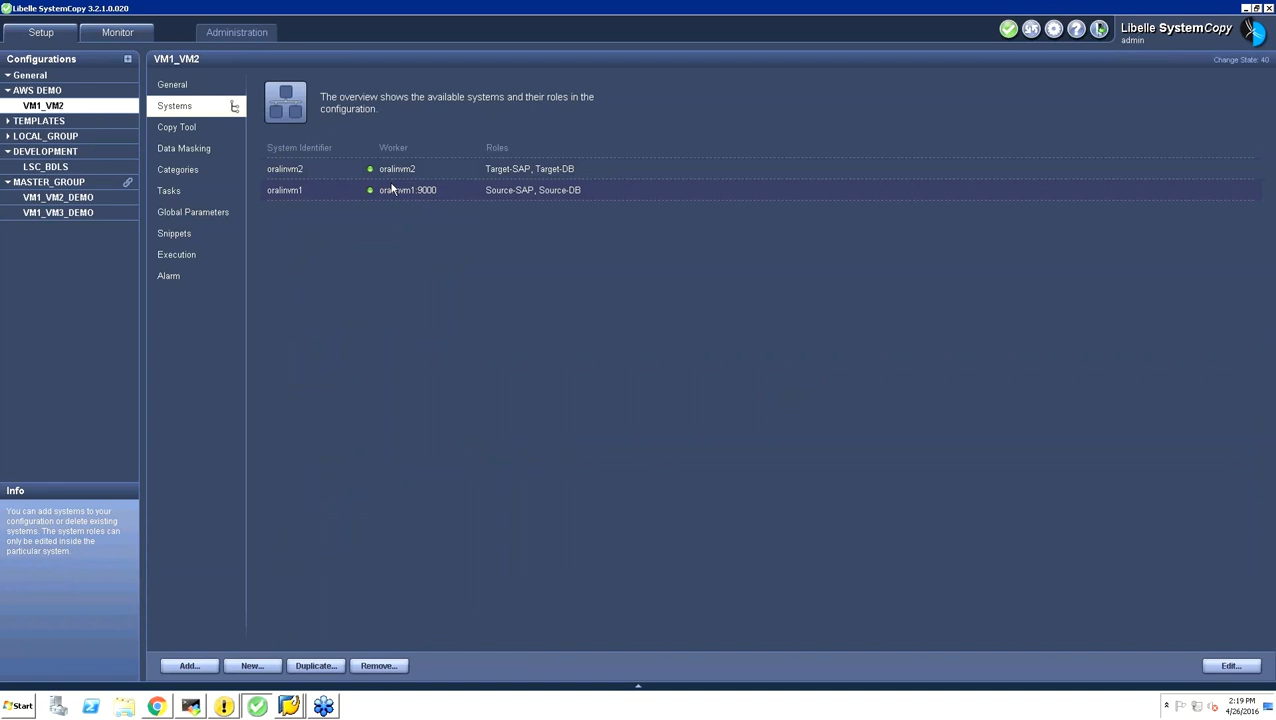 Libelle SystemCopy 3.2.1.0.020
Setup
Monitor
Administration
Libelle SystemCopy
admin
Configurations
General
AWS DEMO
VM1_VM2
TEMPLATES
LOCAL_GROUP
DEVELOPMENT
LSC_BDLS
MASTER_GROUP
VM1_VM2_DEMO
VM1_VM3_DEMO
Info
You can add systems to your
configuration or delete existing
systems. The system roles can
only be edited inside the
particular system.
VM1_VM2
Change State: 40
General
Systems
Copy Tool
Data Masking
Categories
Tasks
Global Parameters
Snippets
Execution
Alarm
The overview shows the available systems and their roles in the
configuration.
System Identifier Worker Roles
oralinvm2 oralinvm2 Target-SAP, Target-DB
oralinvm1 oralinvm1:9000 Source-SAP, Source-DB
Add... New... Duplicate... Remove... Edit...
Start
2:19 PM
4/26/2016